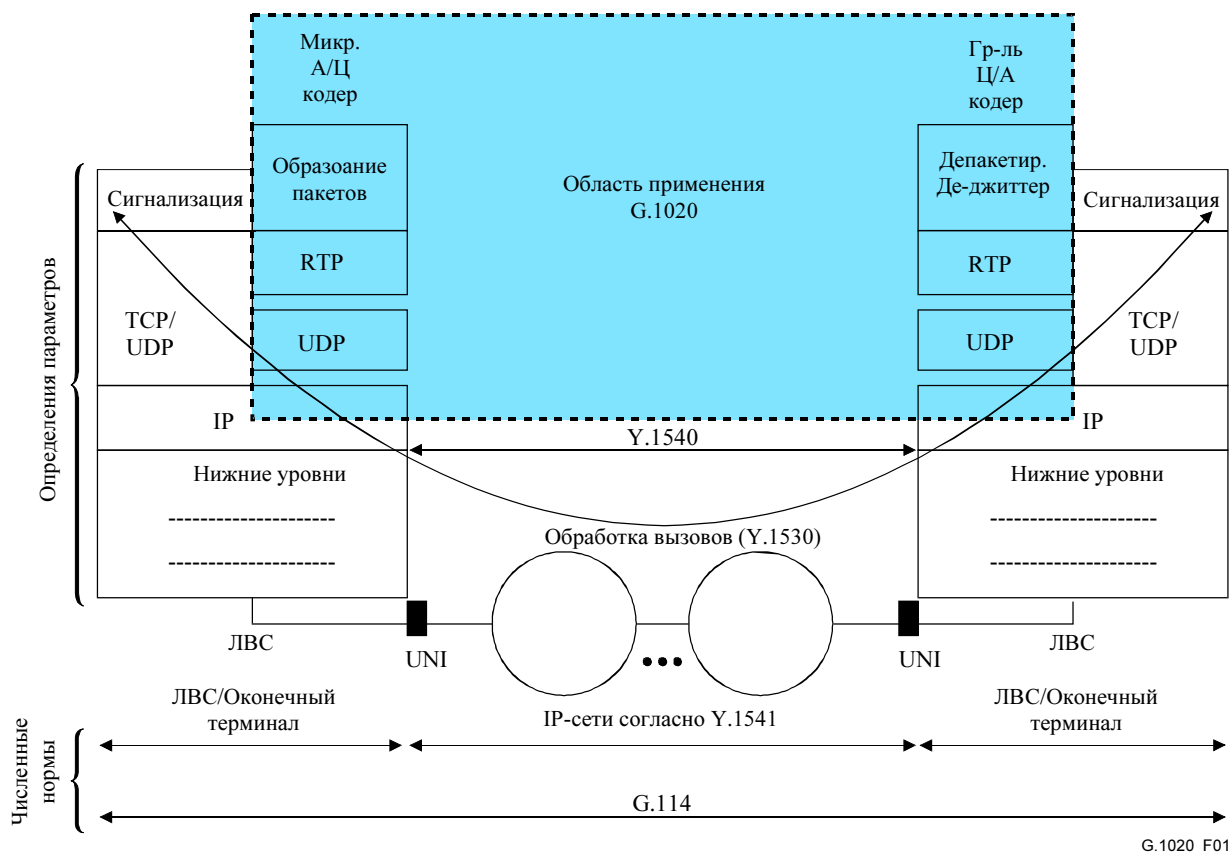 Микр.
А/Ц
кодер
Гр-ль
Ц/А
кодер
Определения параметров
Сигнализация
Образоание
пакетов
Область применения
G.1020
Депакетир.
Де-джиттер
Сигнализация
RTP
RTP
TCP/
UDP
UDP
UDP
TCP/
UDP
IP
Y.1540
IP
Нижние уровни
Нижние уровни
Обработка вызовов (Y.1530)
ЛВС
UNI
UNI
ЛВС
Численные
нормы
ЛВС/Оконечный
терминал
IP-сети согласно Y.1541
ЛВС/Оконечный
терминал
G.114
G.1020_F01